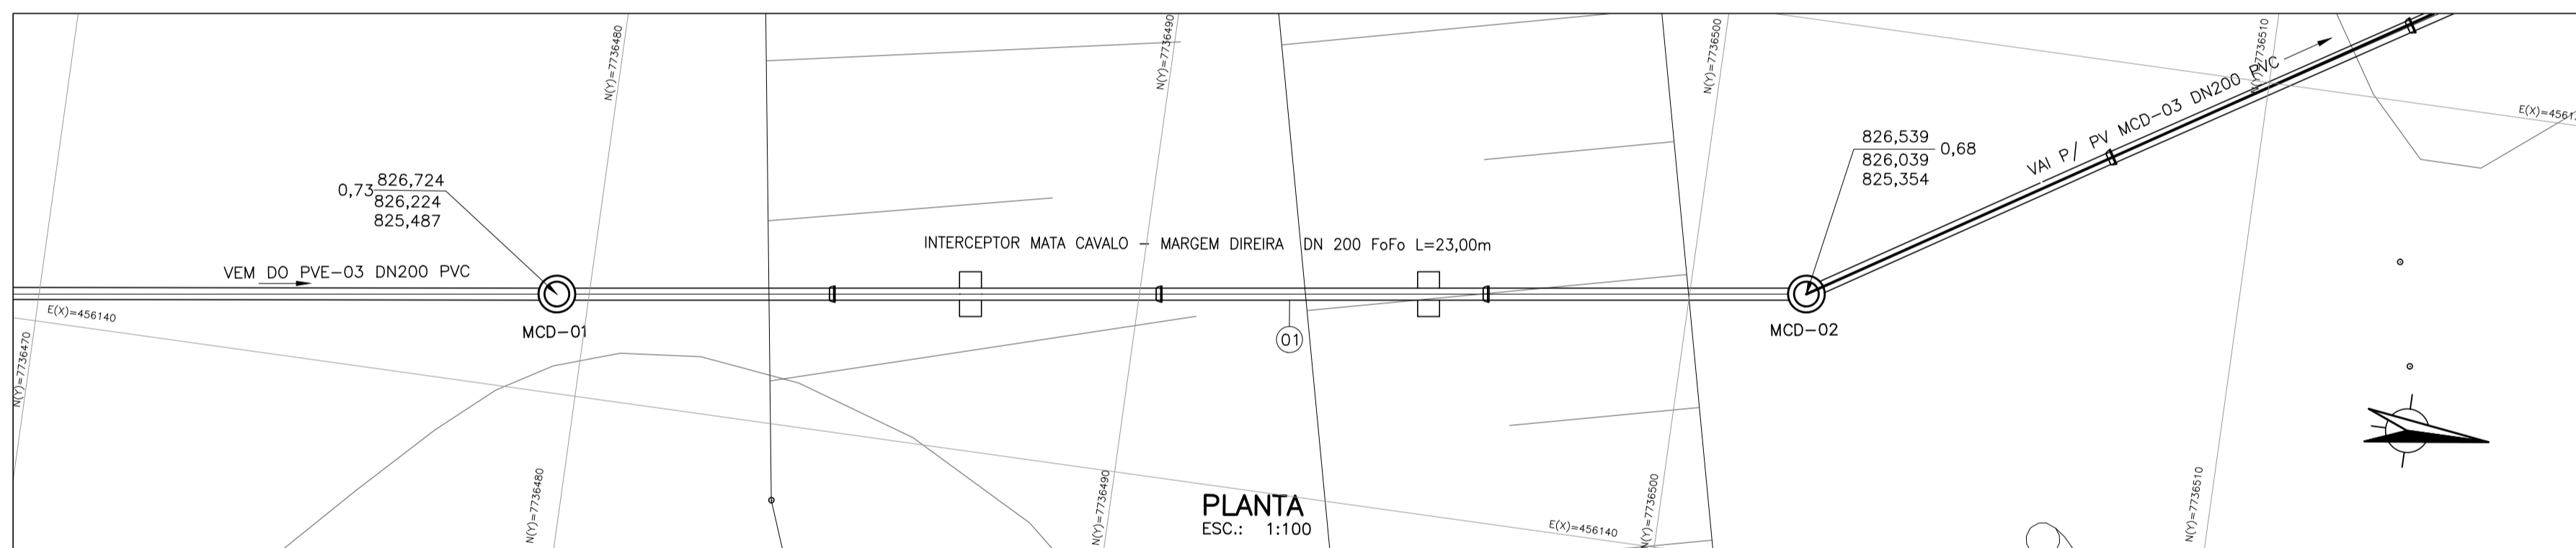 N(Y)=7736480
N(Y)=7736490
N(Y)=7736500
N(Y)=7736510
VAI P/ PV MCD-03 DN200 PVC
826,539
826,039
825,354
0,68
0,73
826,724
826,224
825,487
INTERCEPTOR MATA CAVALO - MARGEM DIREIRA DN 200 FoFo L=23,00m
VEM DO PVE-03 DN200 PVC
E(X)=456140
N(Y)=7736470
MCD-01
01
MCD-02
N(Y)=7736480
N(Y)=7736490
PLANTA
ESC.: 1:100
E(X)=456140
N(Y)=7736500
N(Y)=7736510